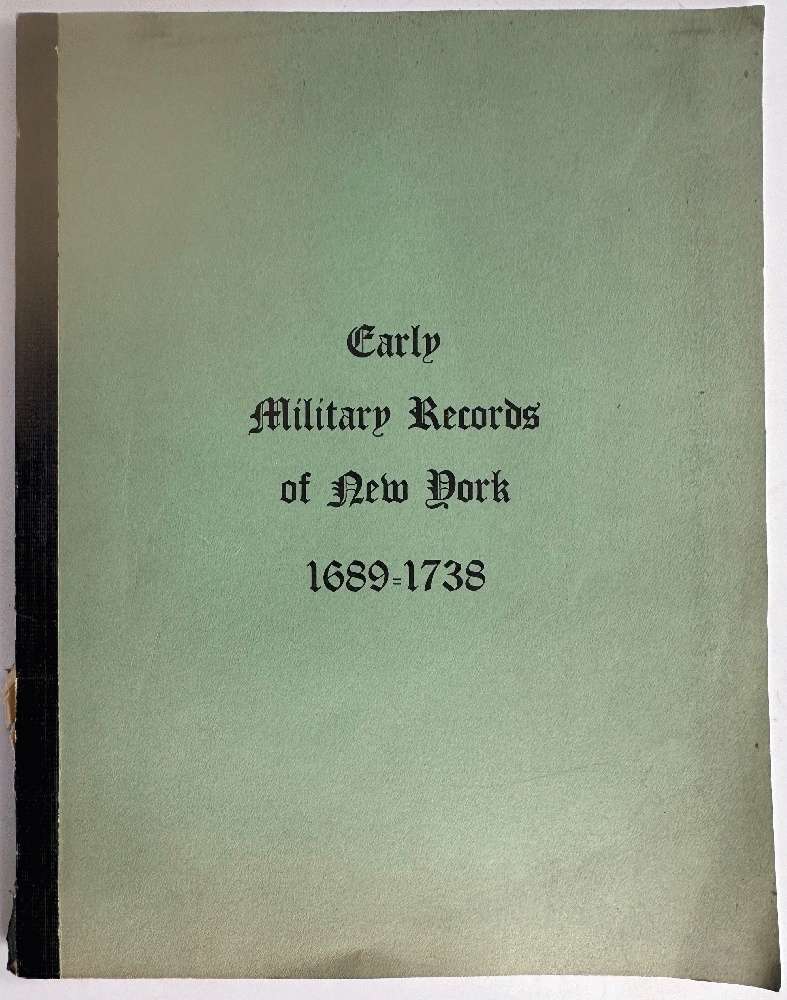 Early
Military Records
of New York
1689=1738